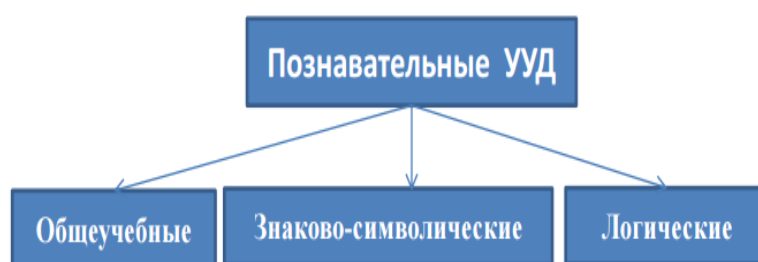 Познавательные УУД
Общеучебные
Знаково-символические
Логические